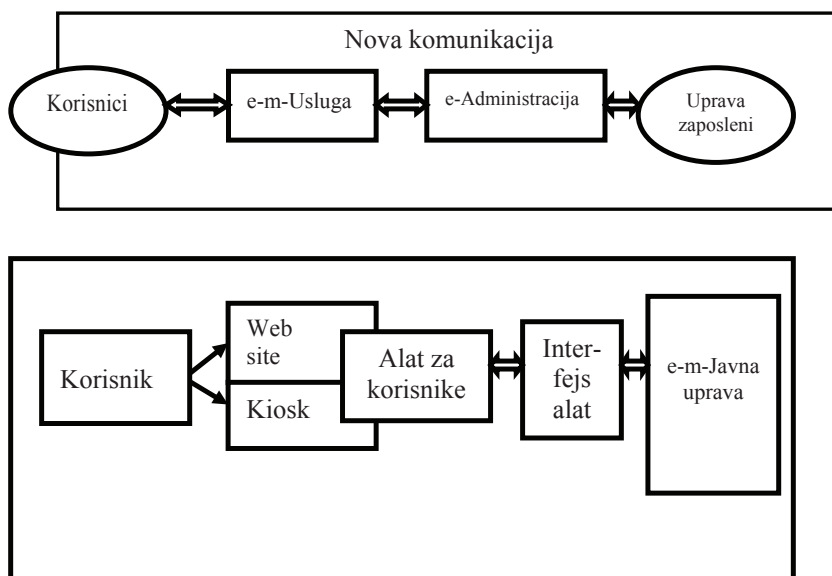 Nova komunikacija
Korisnici
e-m-Usluga
e-Administracija
Uprava
zaposleni
Korisnik
Web
site
Kiosk
Alat za
korisnike
Inter-
fejs
alat
e-m-Javna
uprava